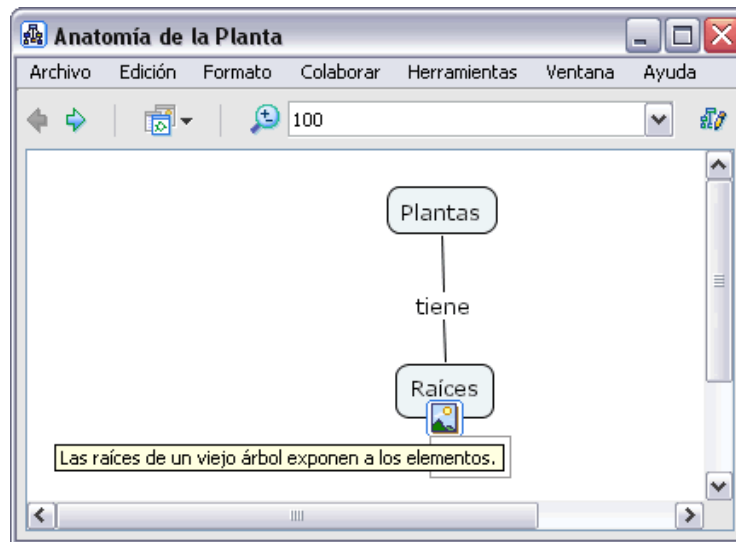 Anatomía de la Planta
Archivo Edición Formato Colaborar Herramientas Ventana Ayuda
100
Plantas
tiene
Raíces
Las raíces de un viejo árbol exponen a los elementos.